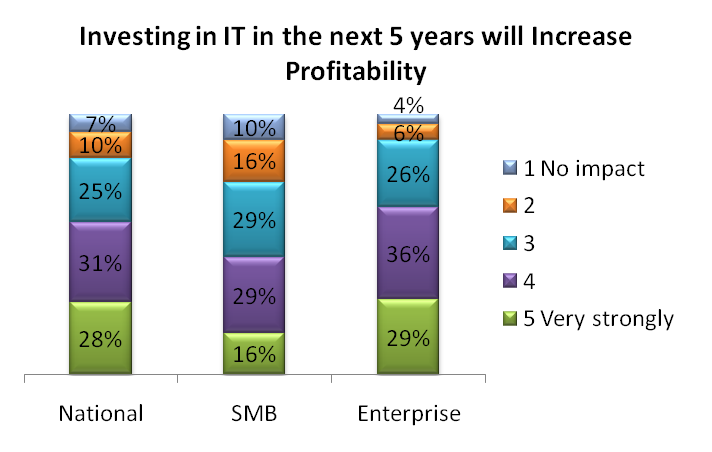 Investing in IT in the next 5 years will Increase
Profitability
7%
10%
25%
31%
28%
10%
16%
29%
29%
16%
4%
6%
26%
36%
29%
1 No impact
2
3
4
5 Very strongly
National
SMB
Enterprise